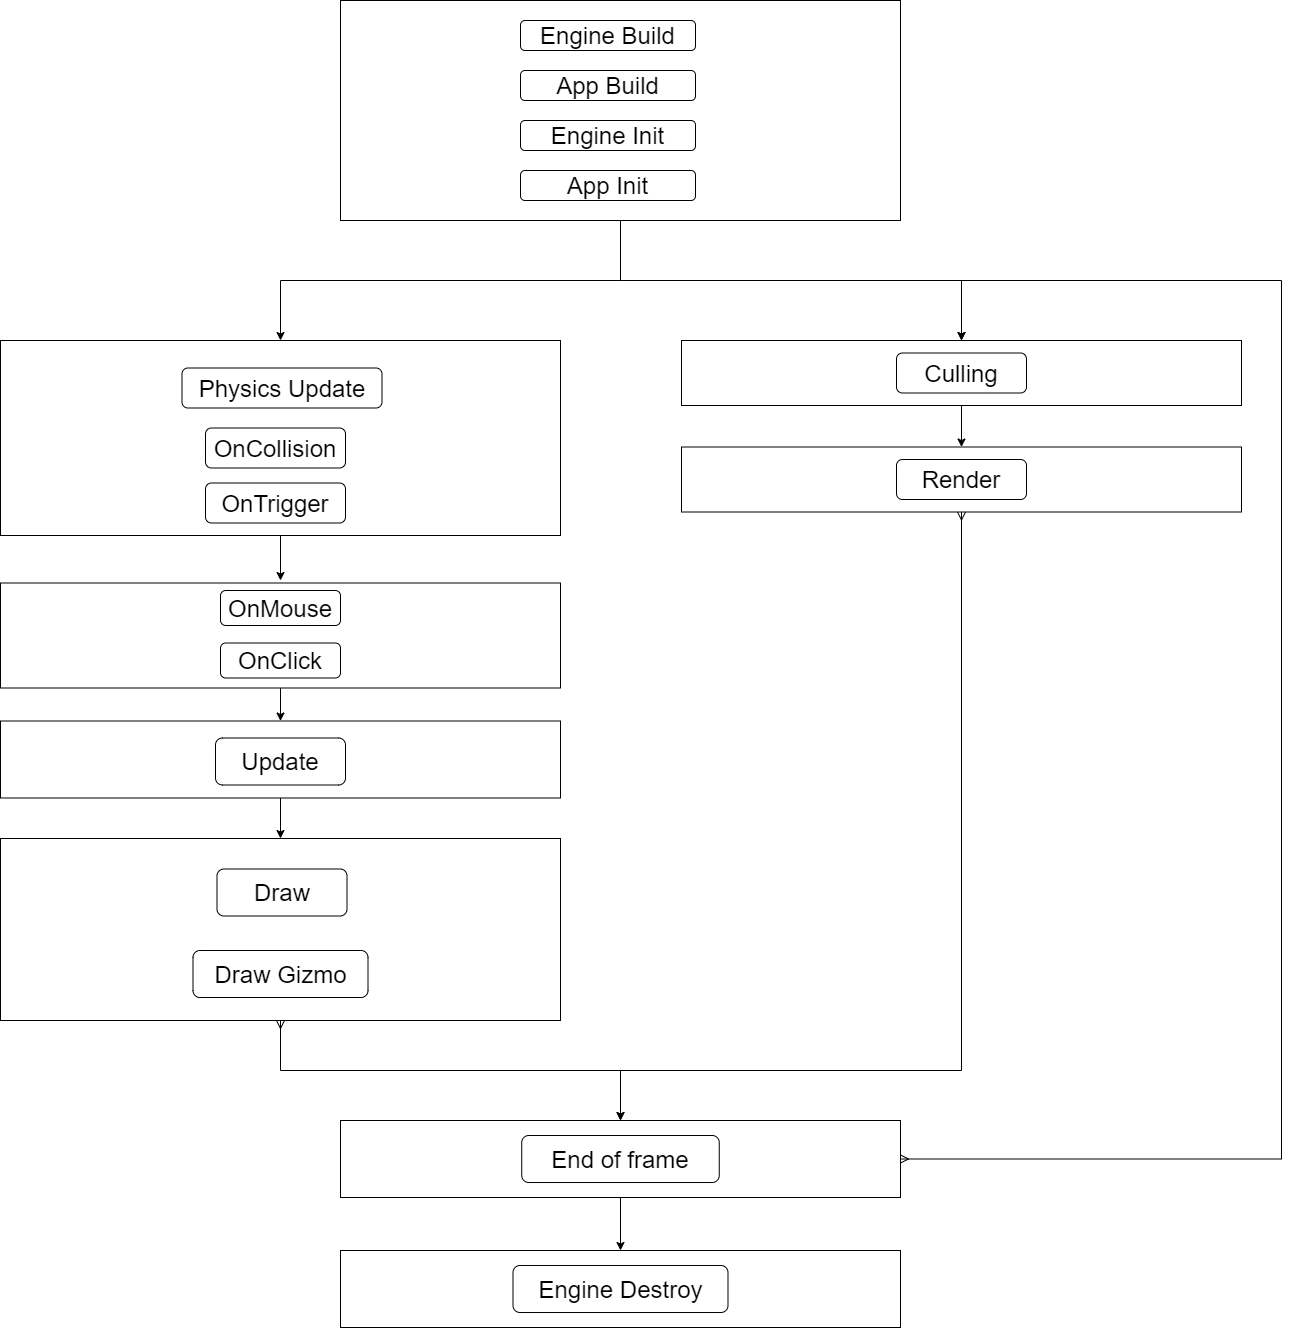 Engine Build
App Build
Engine Init
App Init
Physics Update
OnCollision
OnTrigger
OnMouse
OnClick
Update
Draw
Draw Gizmo
Culling
Render
End of frame
Engine Destroy